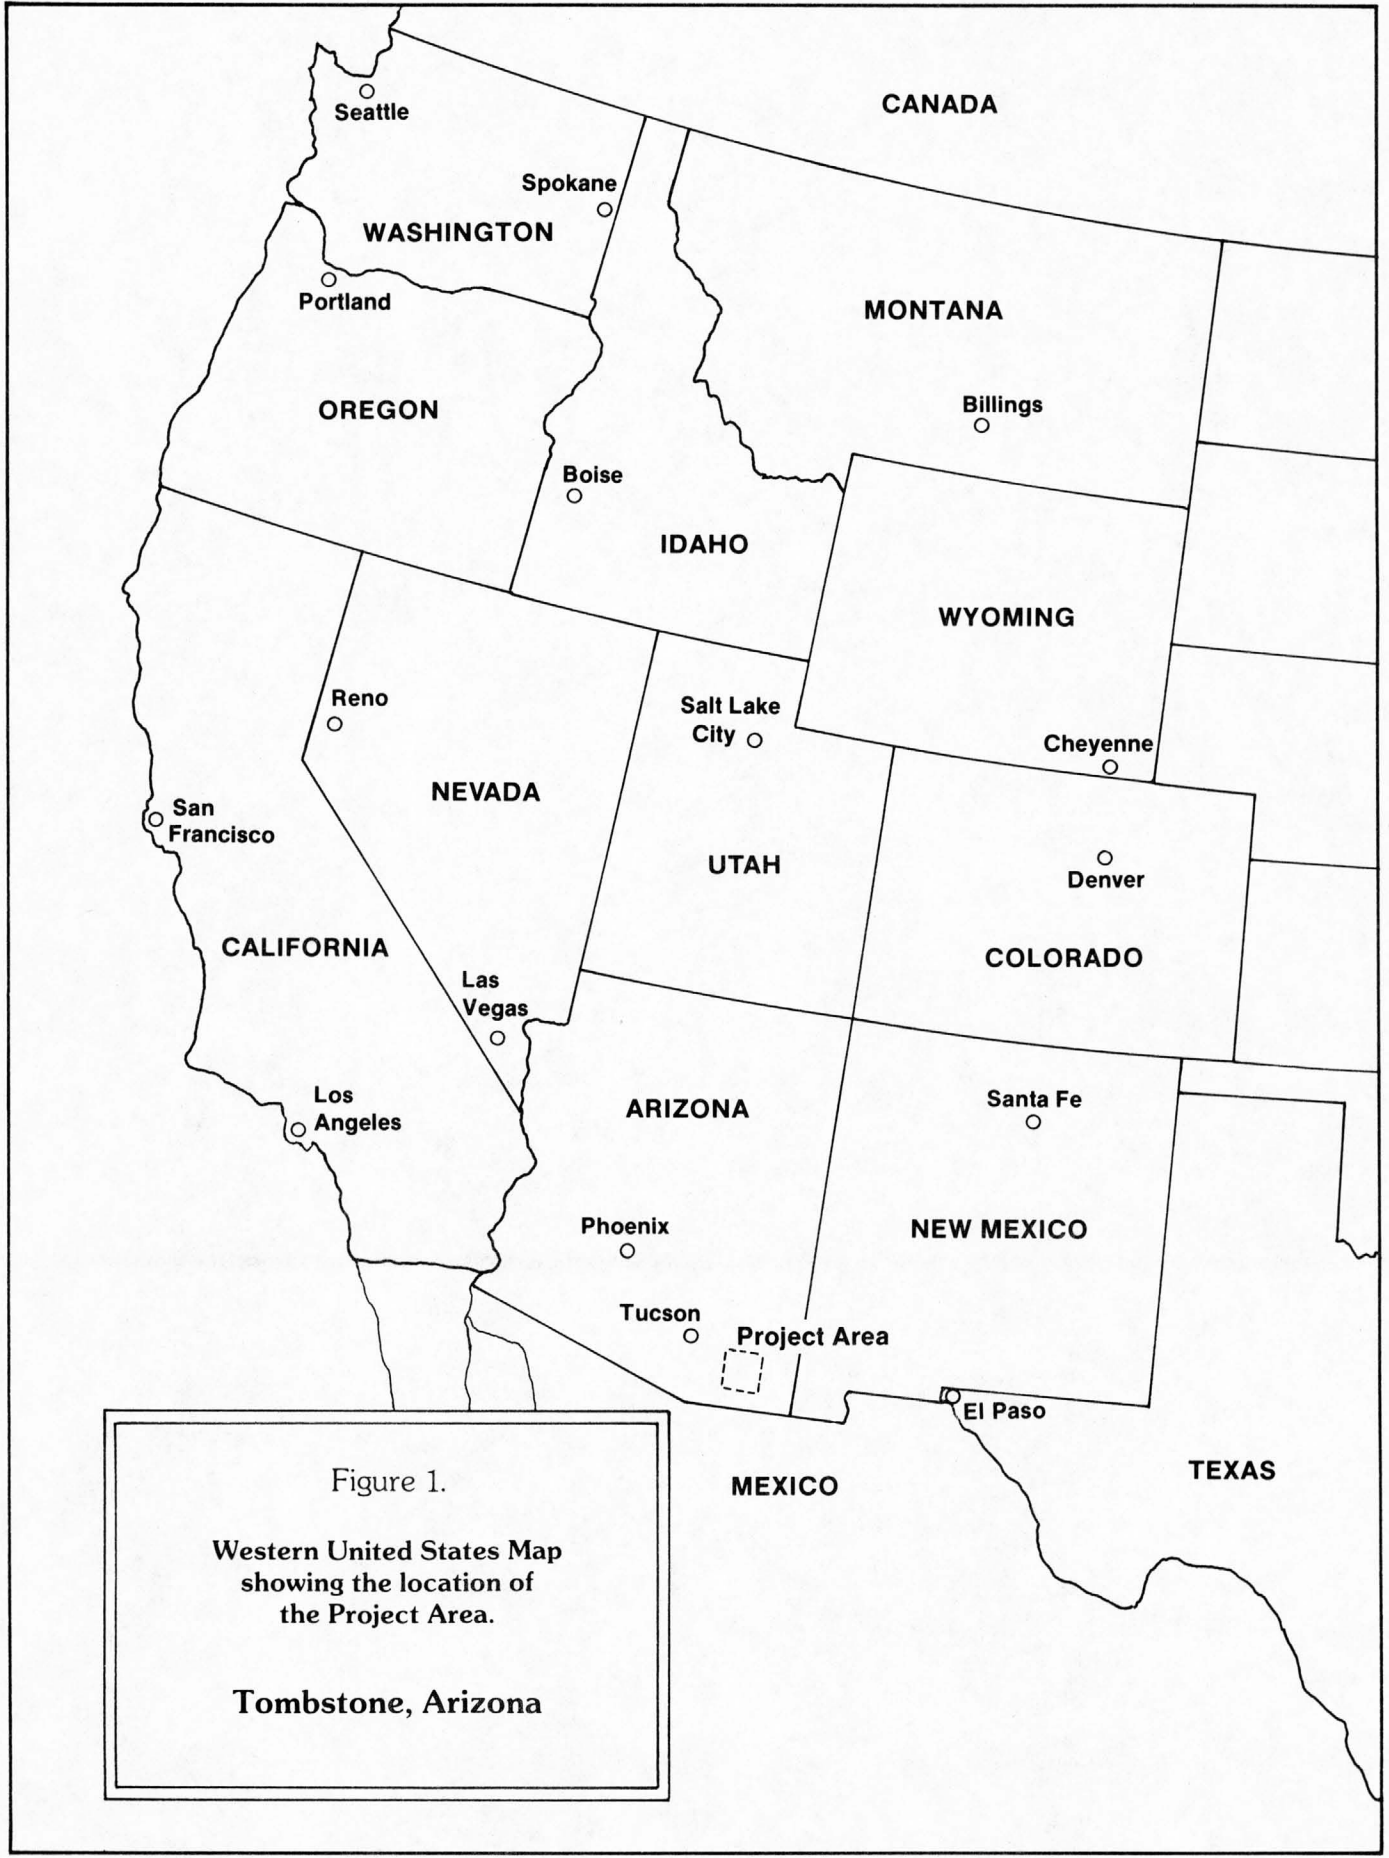 CANADA
Seattle
Spokane
WASHINGTON
Portland
MONTANA
OREGON
Billings
Boise
IDAHO
WYOMING
Reno
Salt Lake
City
Cheyenne
NEVADA
San
Francisco
UTAH
Denver
CALIFORNIA
COLORADO
Las
Vegas
Los
Angeles
ARIZONA
Santa Fe
Phoenix
NEW MEXICO
Tucson
Project Area
El Paso
MEXICO
TEXAS
Figure 1.
Western United States Map
showing the location of
the Project Area.
Tombstone, Arizona